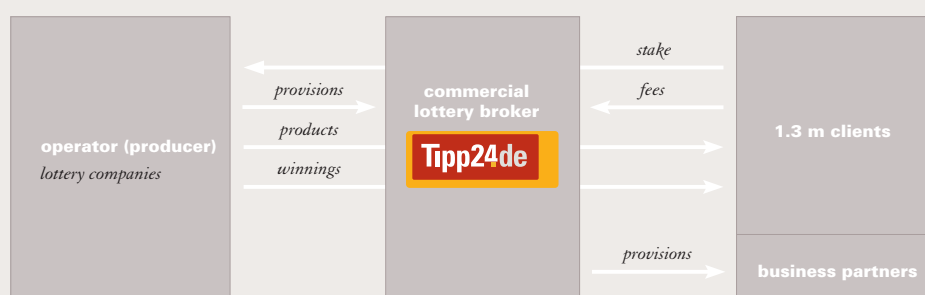 operator (producer)
lottery companies
provisions
products
winnings
commercial
lottery broker
Tipp24.de
stake
fees
provisions
1.3 m clients
business partners